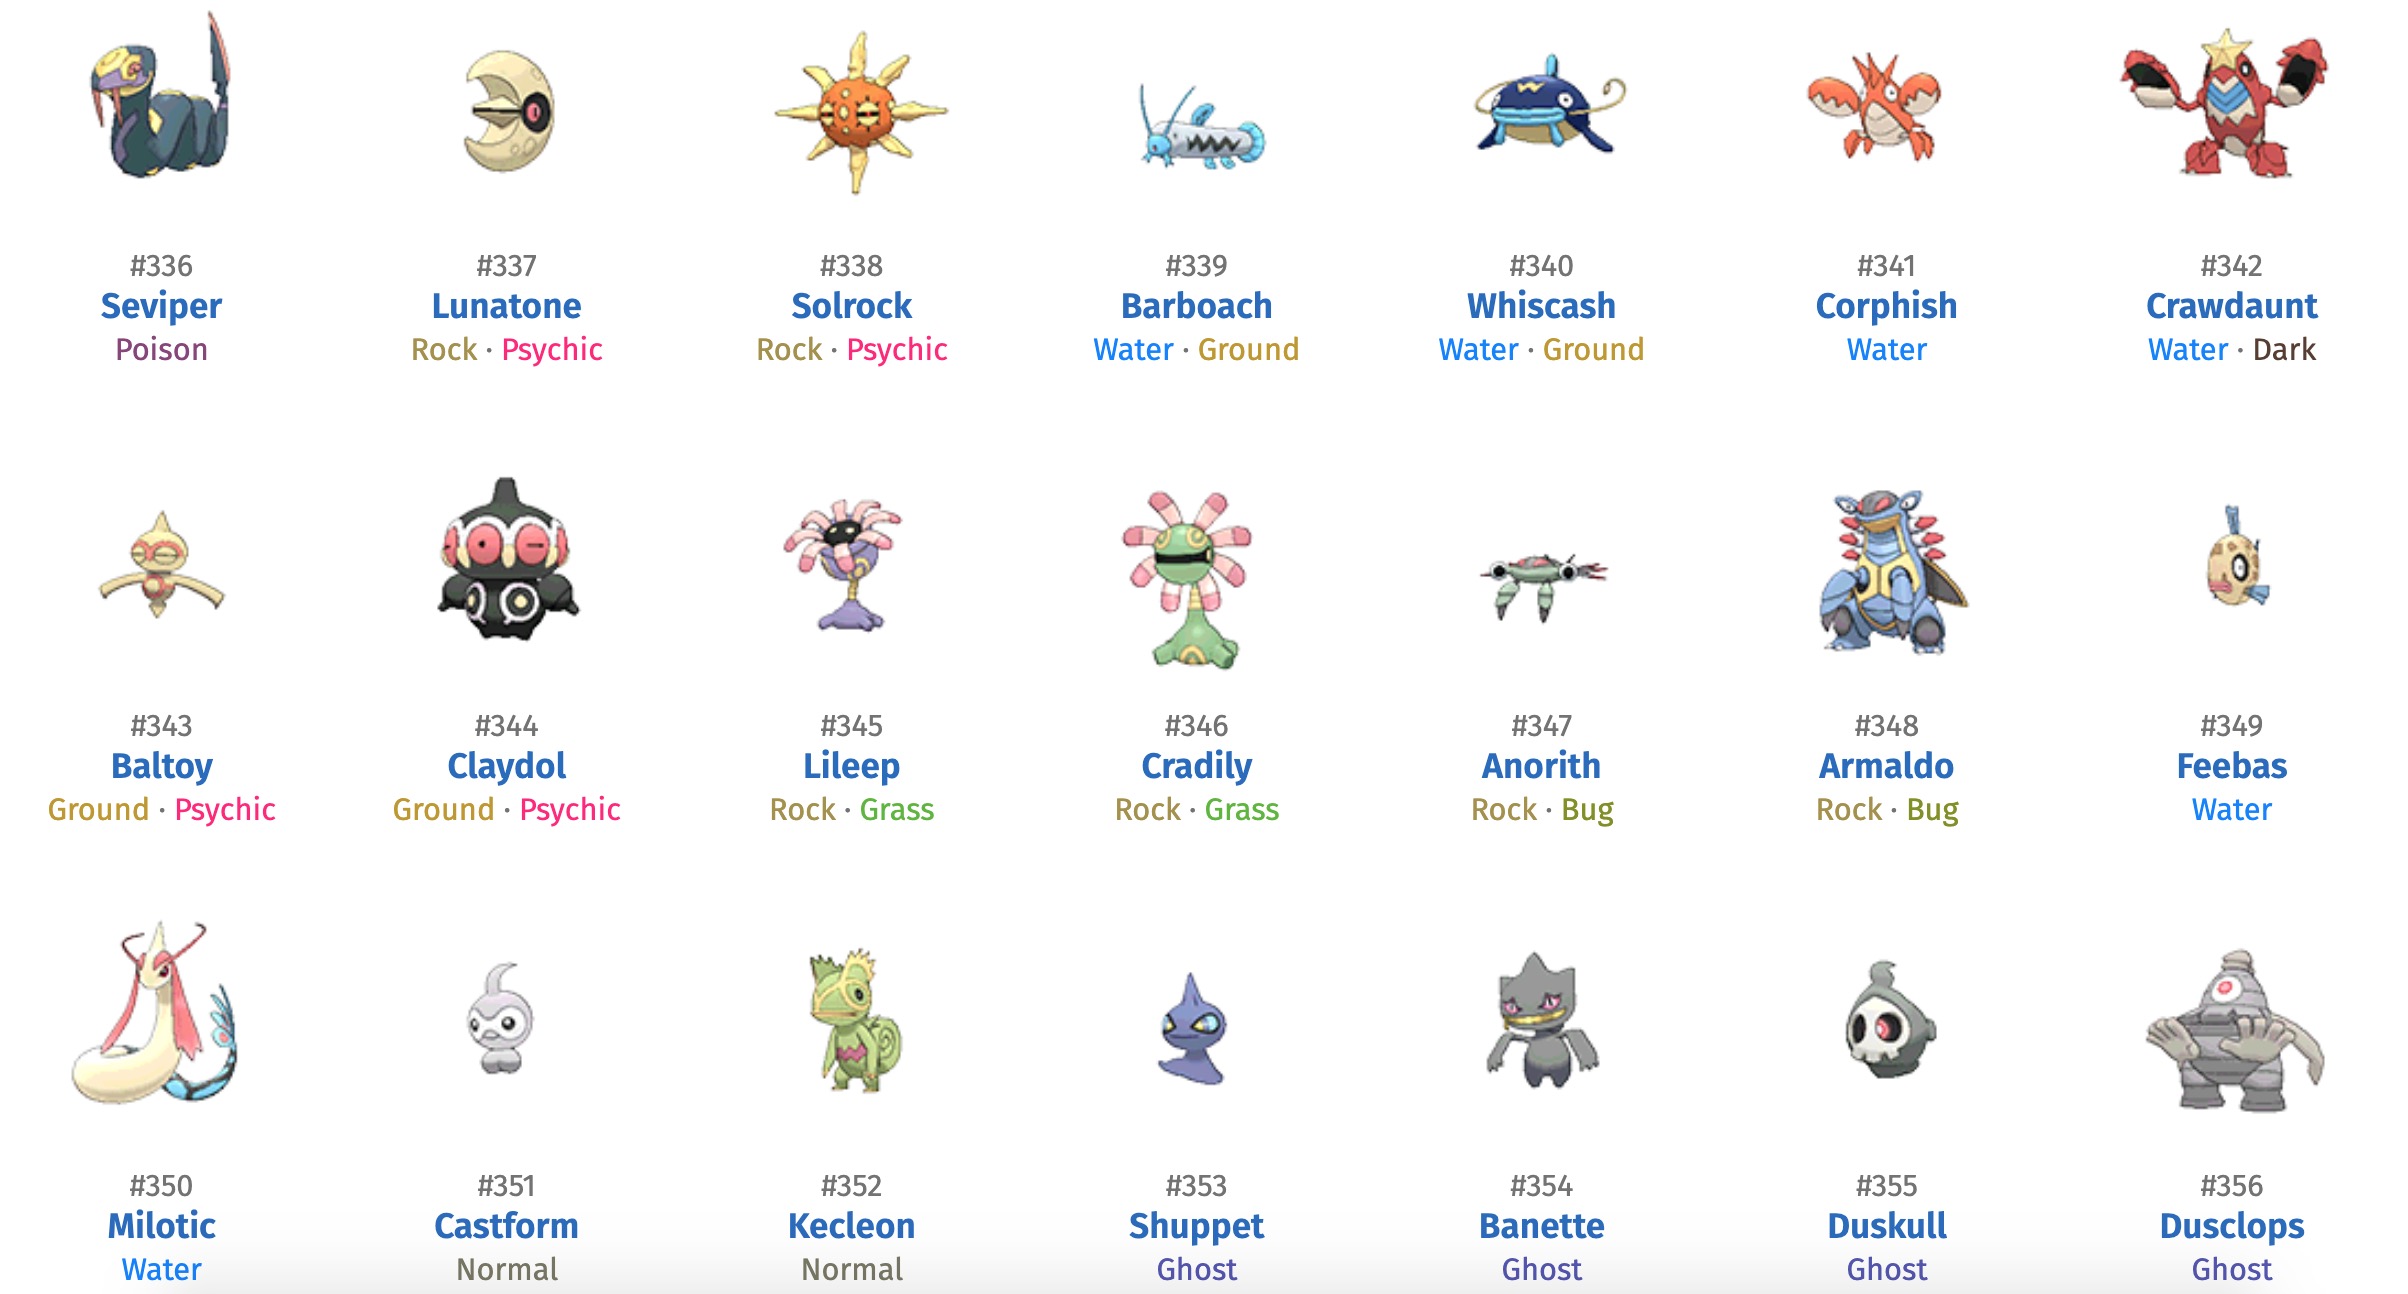 #336 #337 #338 #339 #340 #341 #342
Seviper Lunatone Solrock Barboach Whiscash Corphish Crawdaunt
Poison Rock · Psychic Rock · Psychic Water · Ground Water · Ground Water Water · Dark
#343 #344 #345 #346 #347 #348 #349
Baltoy Claydol Lileep Cradily Anorith Armaldo Feebas
Ground · Psychic Ground · Psychic Rock · Grass Rock · Grass Rock · Bug Rock · Bug Water
#350 #351 #352 #353 #354 #355 #356
Milotic Castform Kecleon Shuppet Banette Duskull Dusclops
Water Normal Normal Ghost Ghost Ghost Ghost